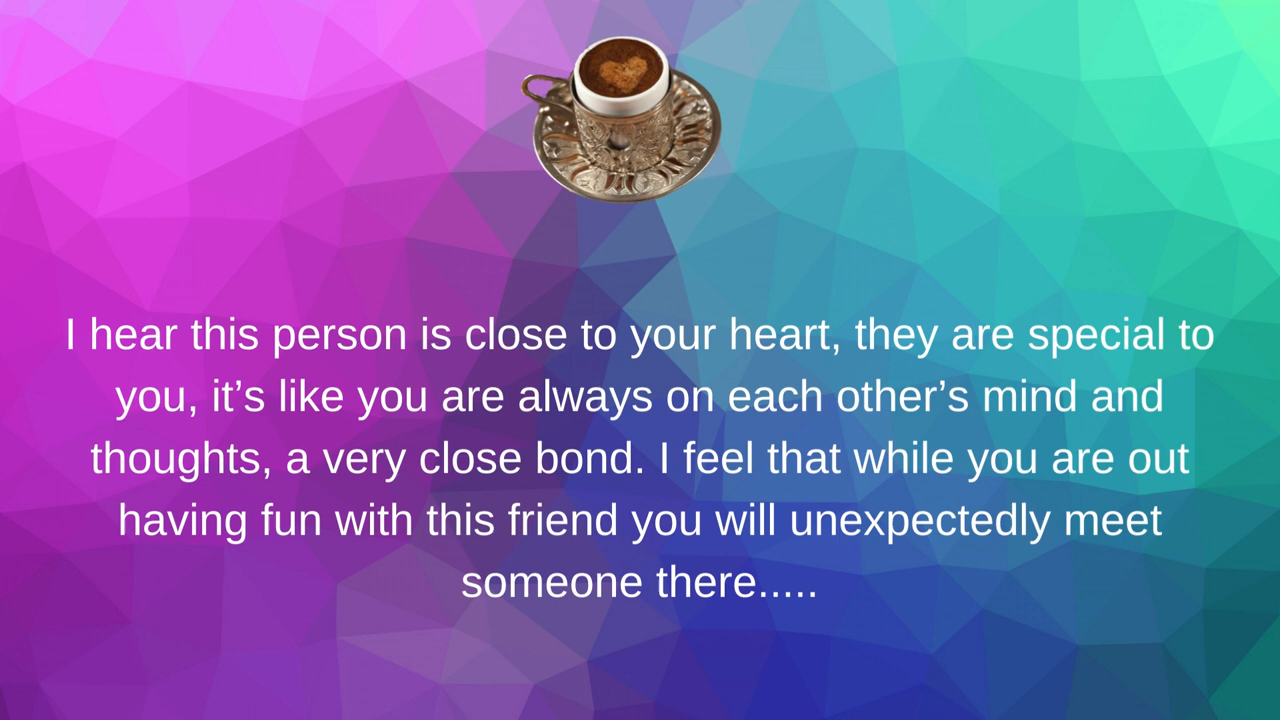 I hear this person is close to your heart, they are special to
you, it’s like you are always on each other’s mind and
thoughts, a very close bond. I feel that while you are out
having fun with this friend you will unexpectedly meet
someone there.....